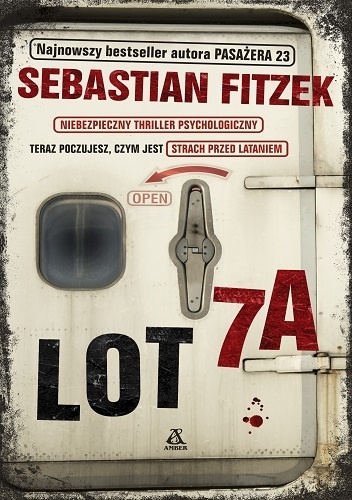 Najnowszy bestseller autora PASAŻERA 23
SEBASTIAN FITZEK
NIEBEZPIECZNY THRILLER PSYCHOLOGICZNY
TERAZ POCZUJESZ, CZYM JEST STRACH PRZED LATANIEM
OPEN
LOT 7A
AMBER